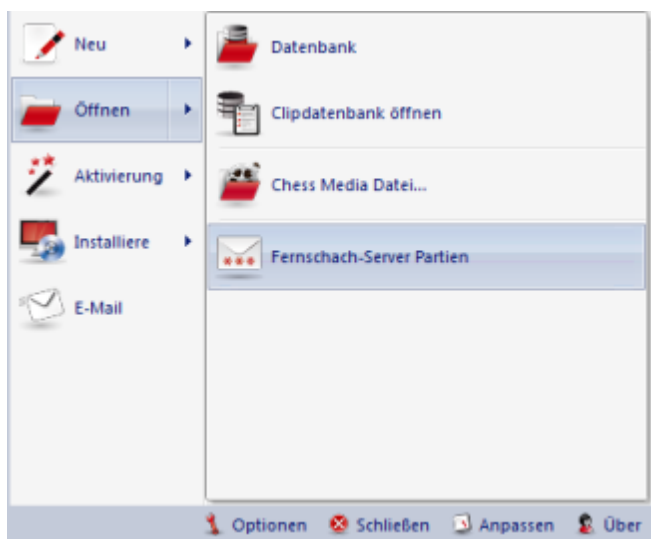 Neu
Öffnen
Aktivierung
Installiere
E-Mail
Datenbank
Clipdatenbank öffnen
Chess Media Datei...
Fernschach-Server Partien
Optionen Schließen Anpassen Über